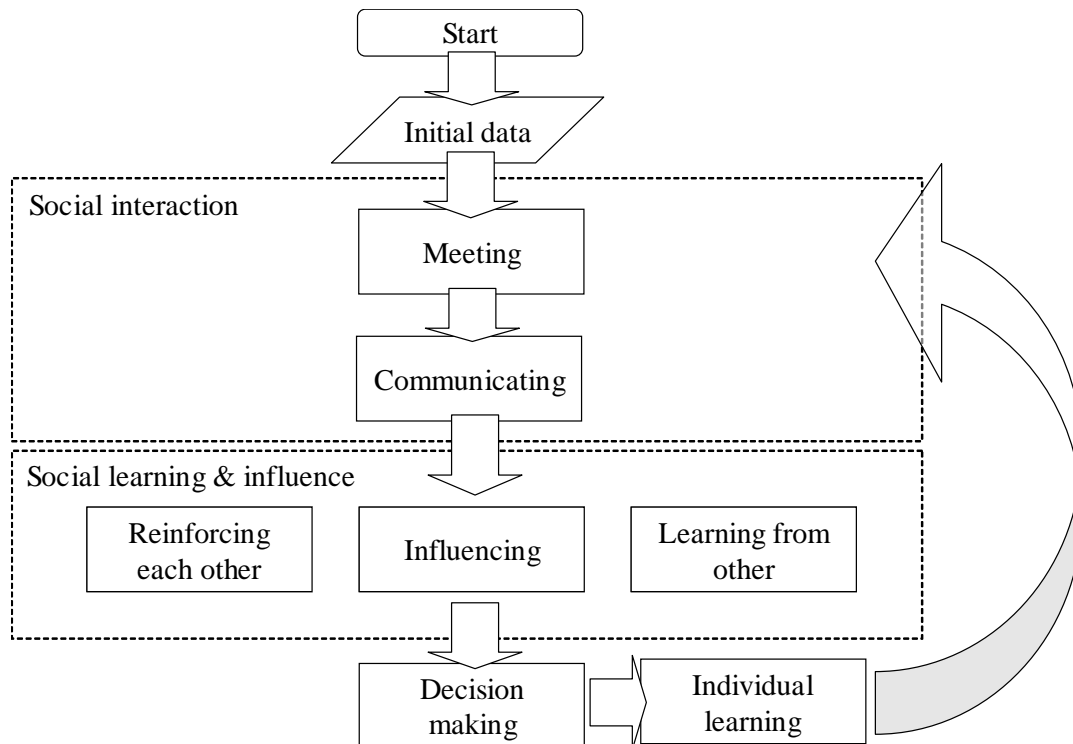 Start
Initial data
Social interaction
Meeting
Communicating
Social learning & influence
Reinforcing
each other
Influencing
Learning from
other
Decision
making
Individual
learning